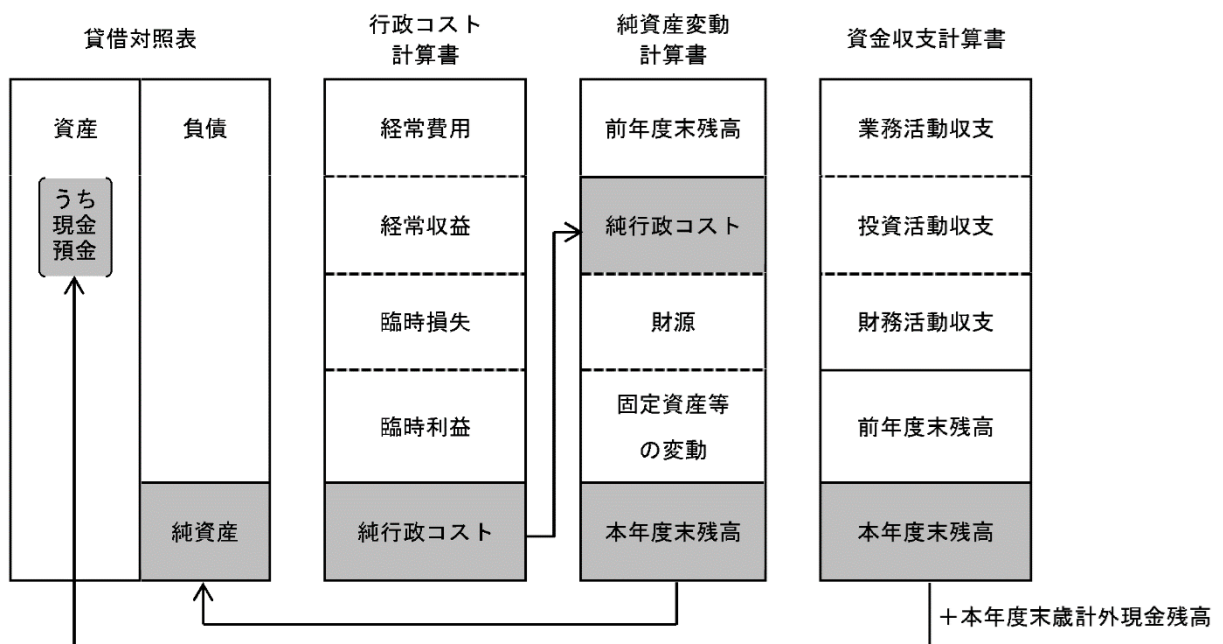 貸借対照表
資産
負債
うち
現金
預金
純資産
行政コスト
計算書
経常費用
経常収益
臨時損失
臨時利益
純行政コスト
純資産変動
計算書
前年度末残高
純行政コスト
財源
固定資産等
の変動
本年度末残高
資金収支計算書
業務活動収支
投資活動収支
財務活動収支
前年度末残高
本年度末残高
＋本年度末歳計外現金残高